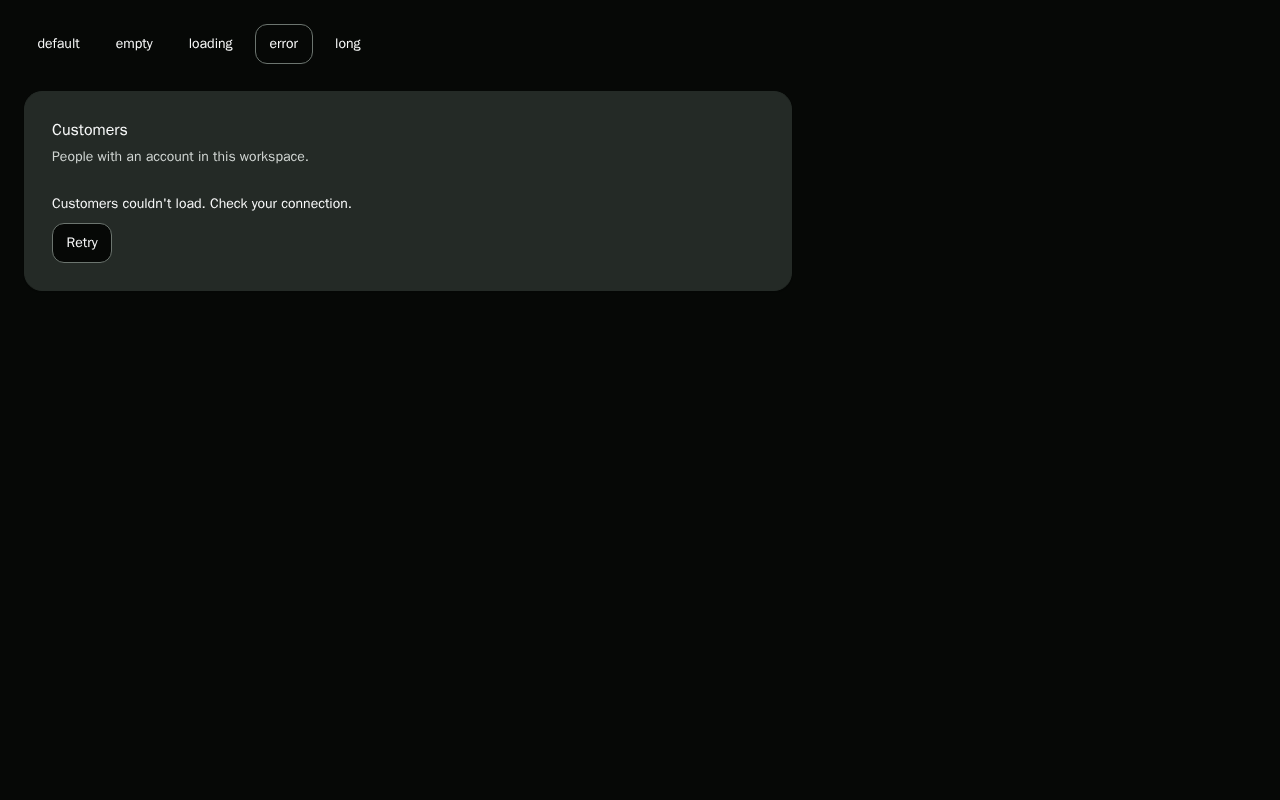 default empty loading error long
Customers
People with an account in this workspace.
Customers couldn't load. Check your connection.
Retry